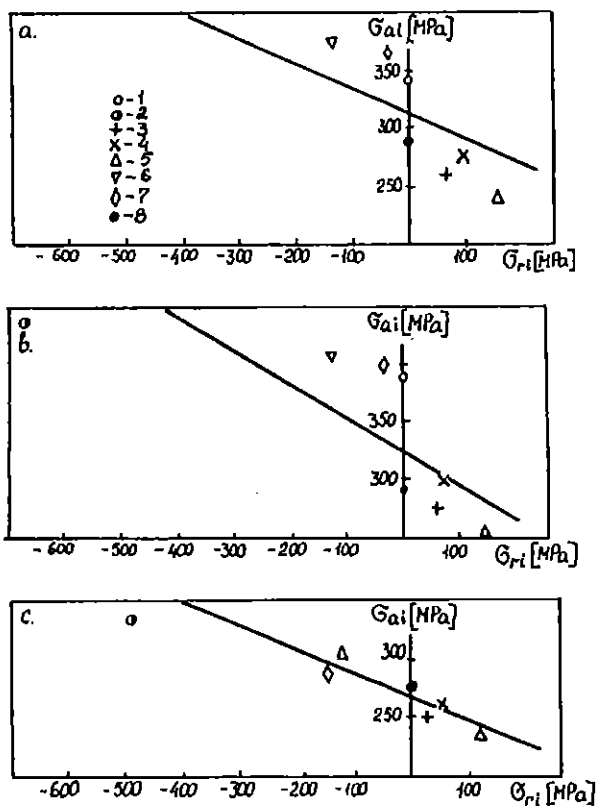 a.
σai [MPa]
350
300
250
o-1
o-2
+-3
×-4
△-5
▽-6
◊-7
●-8
-600 -500 -400 -300 -200 -100 100
σri[MPa]
b.
σai[MPa]
350
300
-600 -500 -400 -300 -200 -100 100 σri[MPa]
c.
σai[MPa]
300
250
-600 -500 -400 -300 -200 -100 100
σri[MPa]